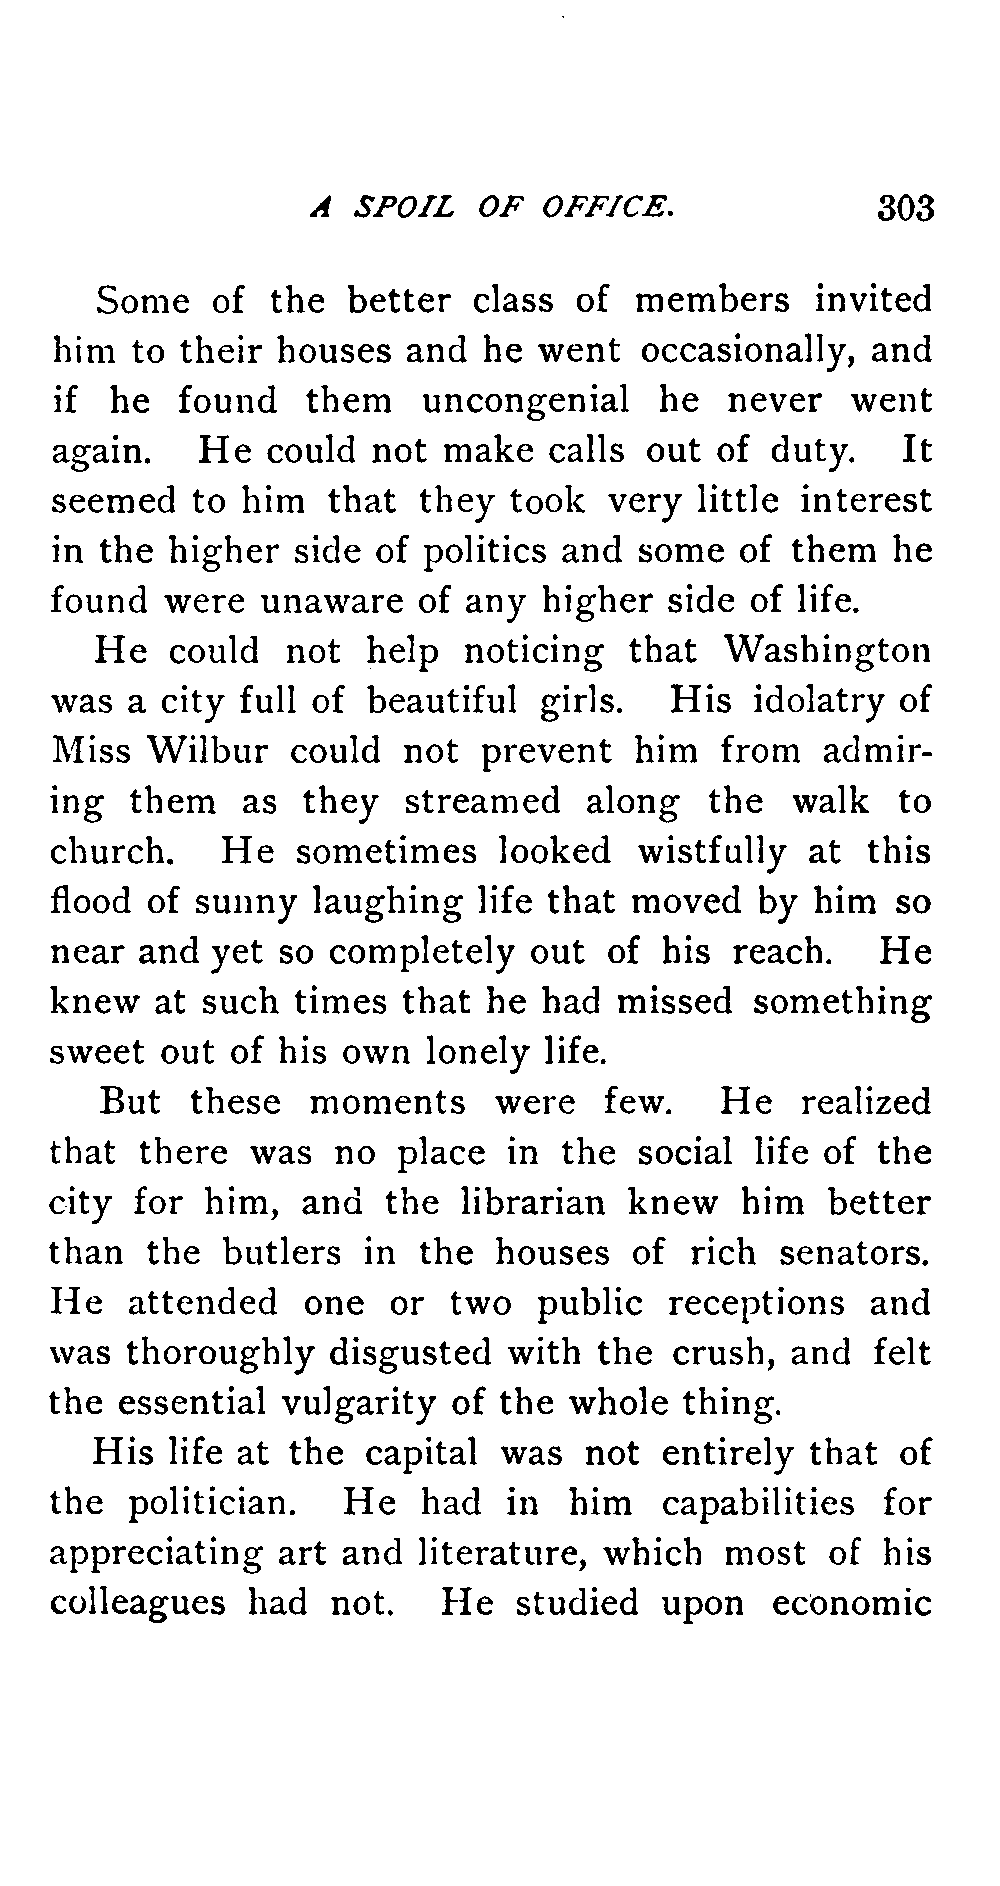 A SPOIL OF OFFICE. 303
Some of the better class of members invited
him to their houses and he went occasionally, and
if he found them uncongenial he never went
again. He could not make calls out of duty. It
seemed to him that they took very little interest
in the higher side of politics and some of them he
found were unaware of any higher side of life.
He could not help noticing that Washington
was a city full of beautiful girls. His idolatry of
Miss Wilbur could not prevent him from admir-
ing them as they streamed along the walk to
church. He sometimes looked wistfully at this
flood of sunny laughing life that moved by him so
near and yet so completely out of his reach. He
knew at such times that he had missed something
sweet out of his own lonely life.
But these moments were few. He realized
that there was no place in the social life of the
city for him, and the librarian knew him better
than the butlers in the houses of rich senators.
He attended one or two public receptions and
was thoroughly disgusted with the crush, and felt
the essential vulgarity of the whole thing.
His life at the capital was not entirely that of
the politician. He had in him capabilities for
appreciating art and literature, which most of his
colleagues had not. He studied upon economic